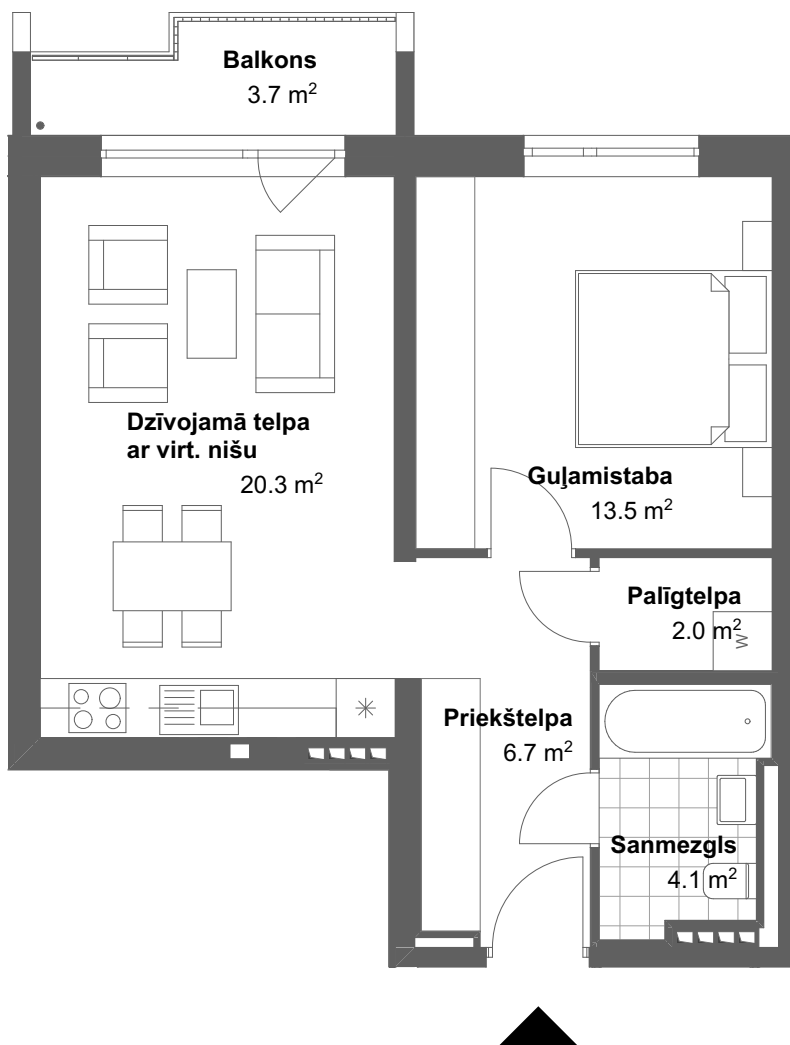 Balkons
3.7 m²
Dzīvojamā telpa
ar virt. nišu
20.3 m²
Guļamistaba
13.5 m²
Palīgtelpa
2.0 m²
W
Priekštelpa
6.7 m²
Sanmezgls
4.1 m²